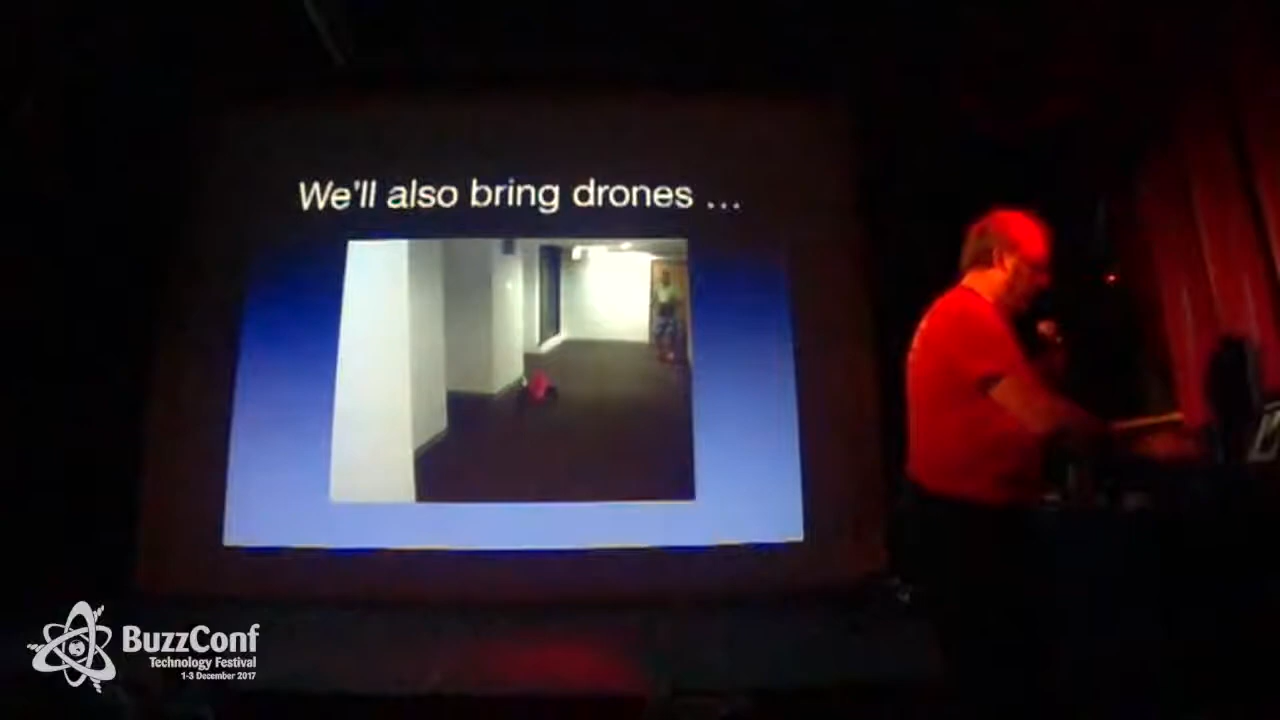 We'll also bring drones ...
BuzzConf
Technology Festival
1-3 December 2017